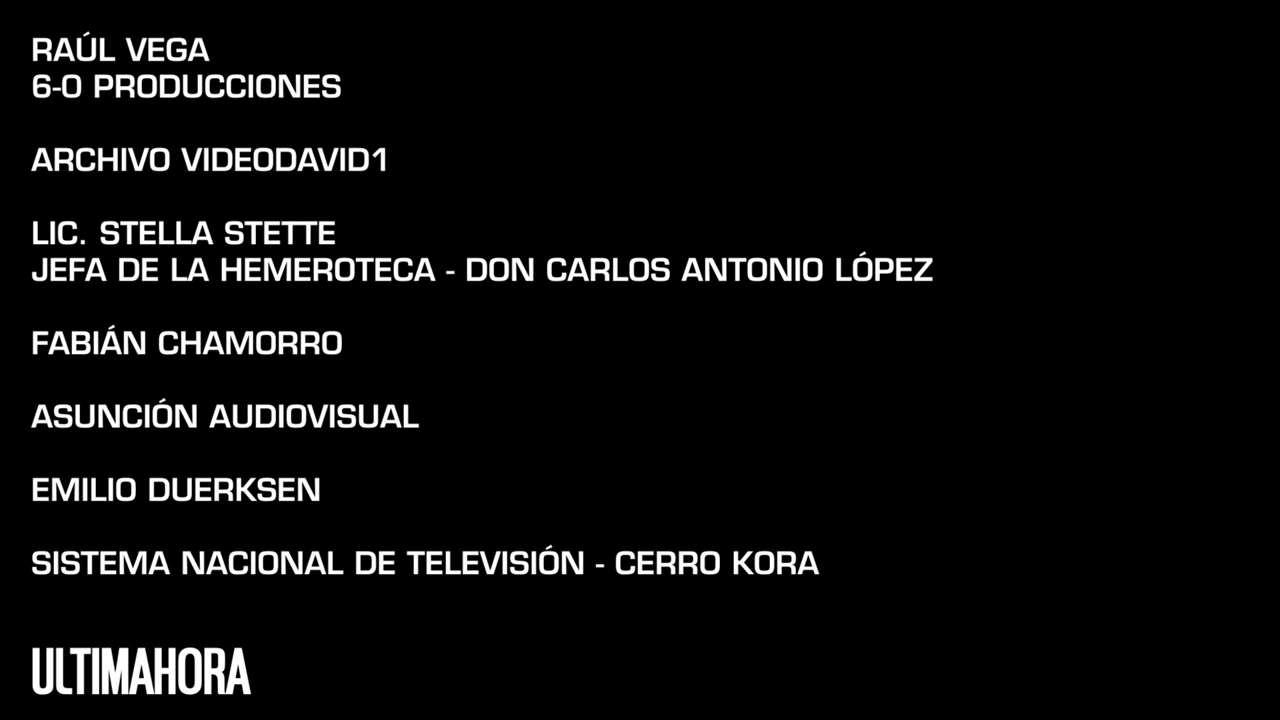 RAÚL VEGA
6-0 PRODUCCIONES
ARCHIVO VIDEODAVID1
LIC. STELLA STETTE
JEFA DE LA HEMEROTECA - DON CARLOS ANTONIO LÓPEZ
FABIÁN CHAMORRO
ASUNCIÓN AUDIOVISUAL
EMILIO DUERKSEN
SISTEMA NACIONAL DE TELEVISIÓN - CERRO KORA
ULTIMAHORA